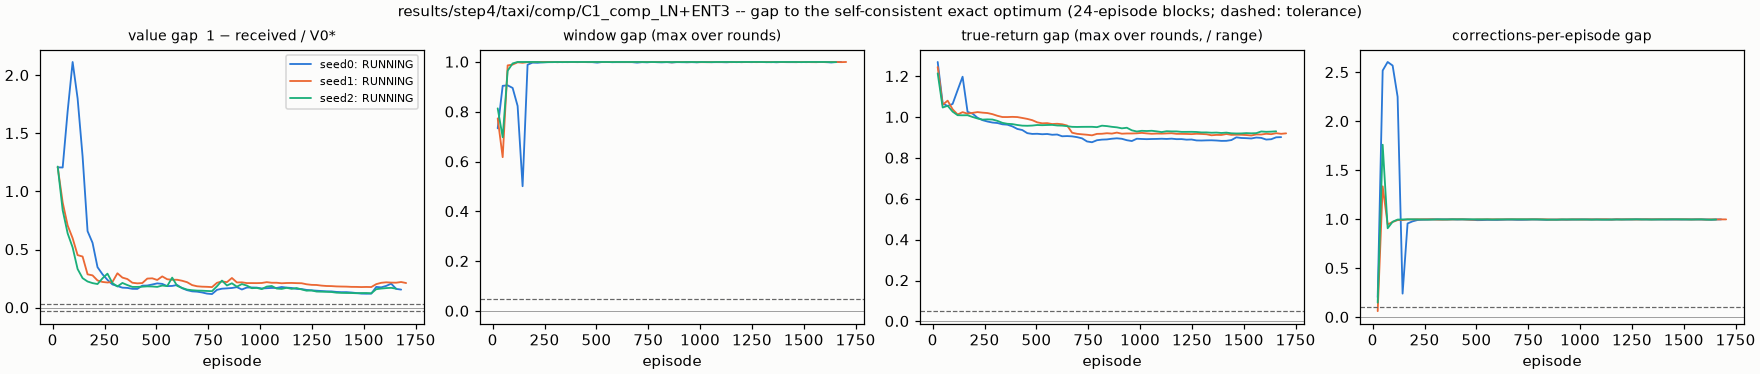 results/step4/taxi/comp/C1_comp_LN+ENT3 -- gap to the self-consistent exact optimum (24-episode blocks; dashed: tolerance)
value gap  1 − received / V0*
2.0
1.5
1.0
0.5
0.0
seed0: RUNNING
seed1: RUNNING
seed2: RUNNING
0 250 500 750 1000 1250 1500 1750
episode
window gap (max over rounds)
1.0
0.8
0.6
0.4
0.2
0.0
0 250 500 750 1000 1250 1500 1750
episode
true-return gap (max over rounds, / range)
1.2
1.0
0.8
0.6
0.4
0.2
0.0
0 250 500 750 1000 1250 1500 1750
episode
corrections-per-episode gap
2.5
2.0
1.5
1.0
0.5
0.0
0 250 500 750 1000 1250 1500 1750
episode